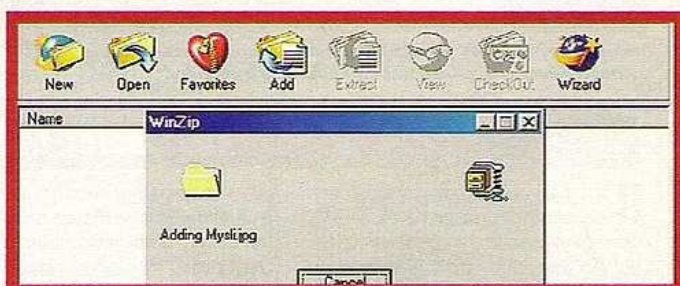 New Open Favorites Add Extract View CheckOut Wizard
Name
WinZip
Adding Mysli.jpg
Cancel